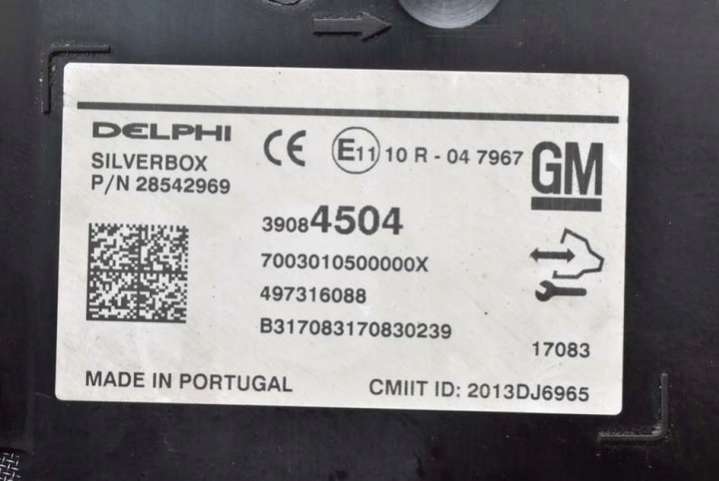 DELPHI
SILVERBOX
P/N 28542969
CE E11 10 R - 04 7967
GM
39084504
7003010500000X
497316088
B317083170830239
17083
MADE IN PORTUGAL
CMIIT ID: 2013DJ6965